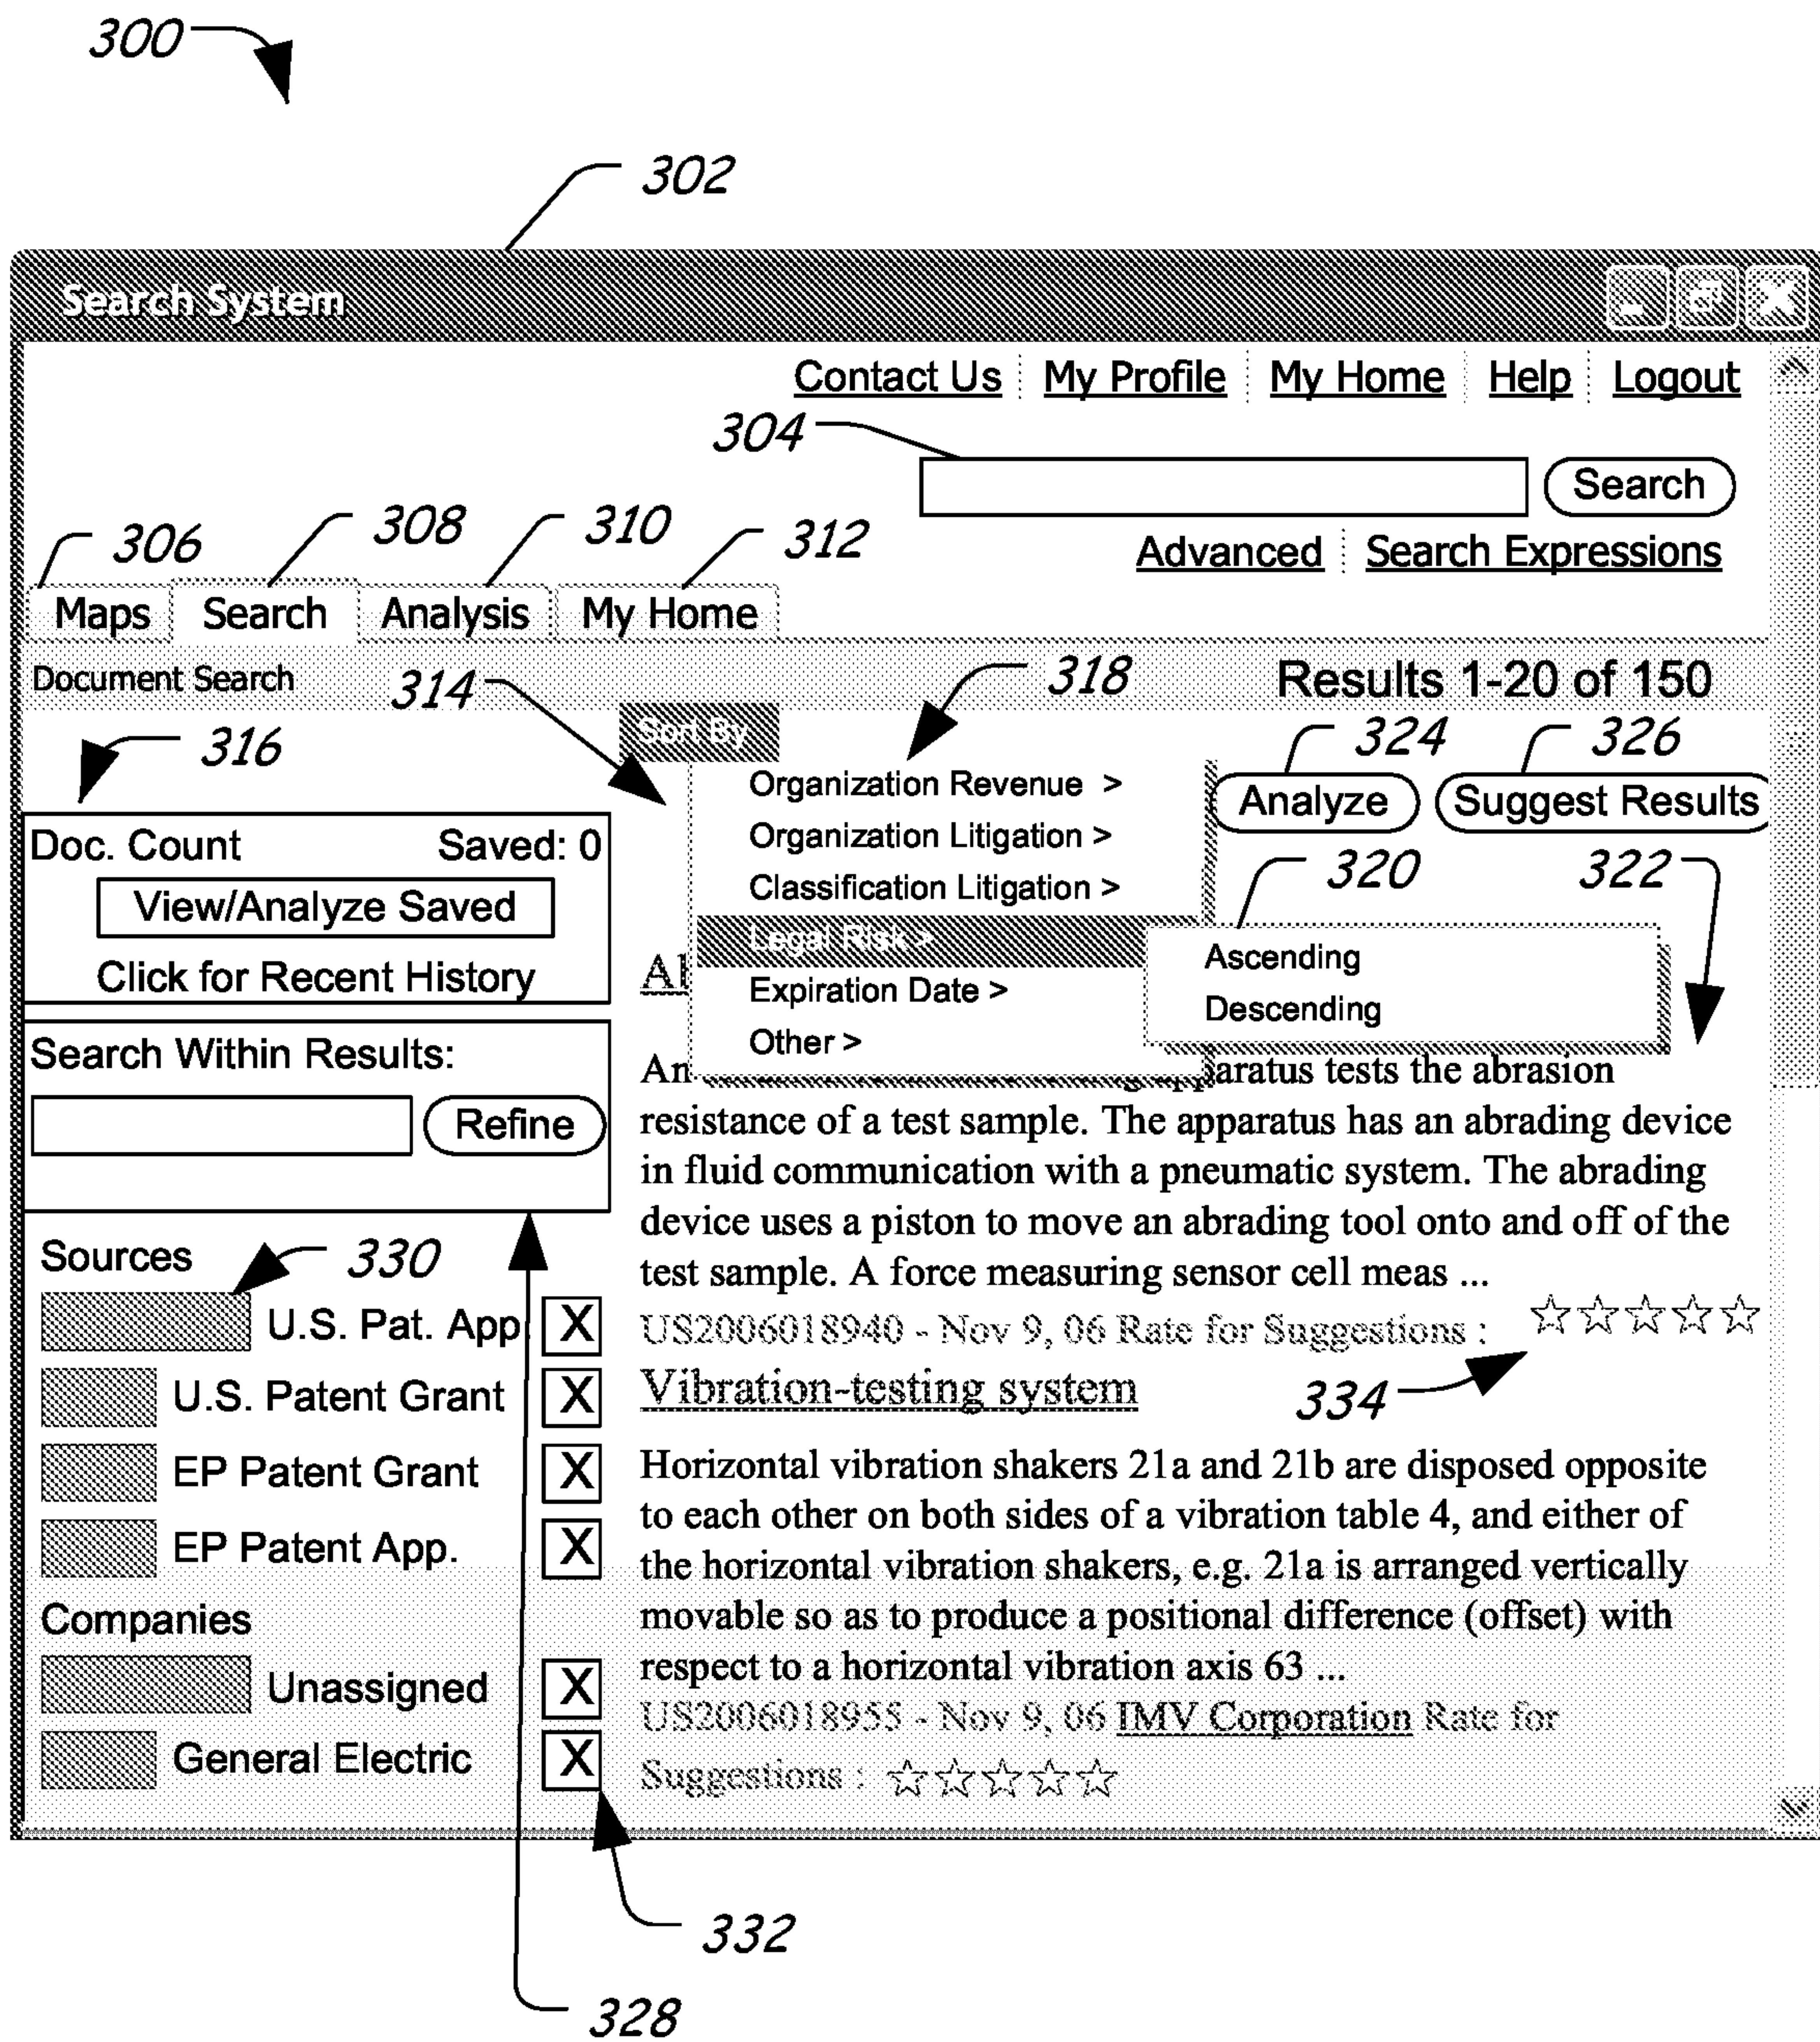 300
302
Search System
Contact Us My Profile My Home Help Logout
304
Search
306 308 310 312
Advanced Search Expressions
Maps Search Analysis My Home
Document Search
314
318
Results 1-20 of 150
316
Sort By
324 326
Organization Revenue >
Analyze Suggest Results
Organization Litigation >
Doc. Count Saved: 0
320 322
Classification Litigation >
View/Analyze Saved
Legal Risk >
Ascending
Click for Recent History
Expiration Date >
Descending
Other >
Search Within Results:
Refine
An aratus tests the abrasion
resistance of a test sample. The apparatus has an abrading device
in fluid communication with a pneumatic system. The abrading
device uses a piston to move an abrading tool onto and off of the
test sample. A force measuring sensor cell meas ...
Sources
330
U.S. Pat. App X
US2006018940 - Nov 9, 06 Rate for Suggestions :
U.S. Patent Grant X
Vibration-testing system
334
EP Patent Grant X
EP Patent App. X
Horizontal vibration shakers 21a and 21b are disposed opposite
to each other on both sides of a vibration table 4, and either of
the horizontal vibration shakers, e.g. 21a is arranged vertically
movable so as to produce a positional difference (offset) with
respect to a horizontal vibration axis 63 ...
Companies
Unassigned X
US2006018955 - Nov 9, 06 IMV Corporation Rate for
General Electric X
Suggestions :
332
328